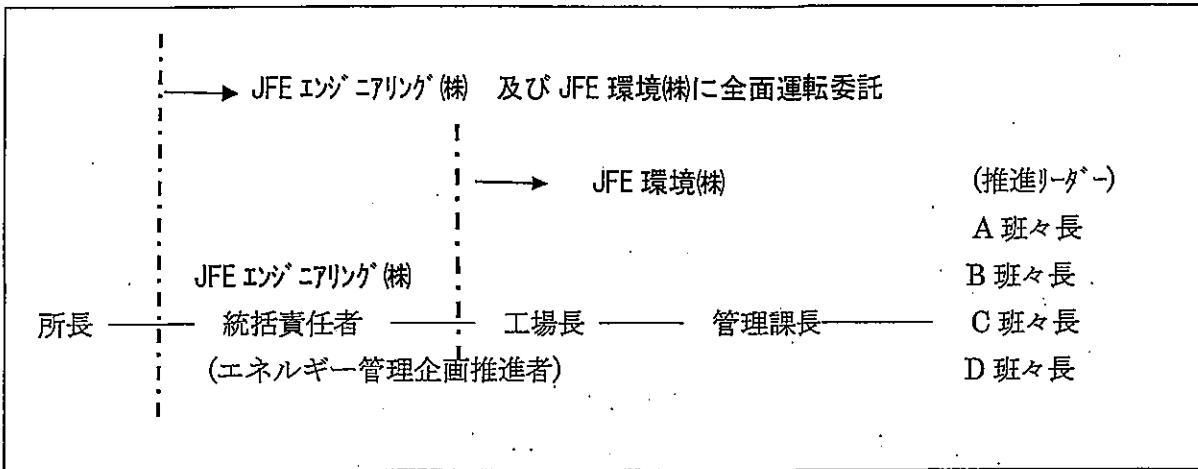 JFE エンジニアリング(株) 及び JFE 環境(株)に全面運転委託
JFE 環境(株)
(推進リーダー)
A 班々長
JFE エンジニアリング(株)
B 班々長
所長 統括責任者 工場長 管理課長 C 班々長
(エネルギー管理企画推進者)
D 班々長